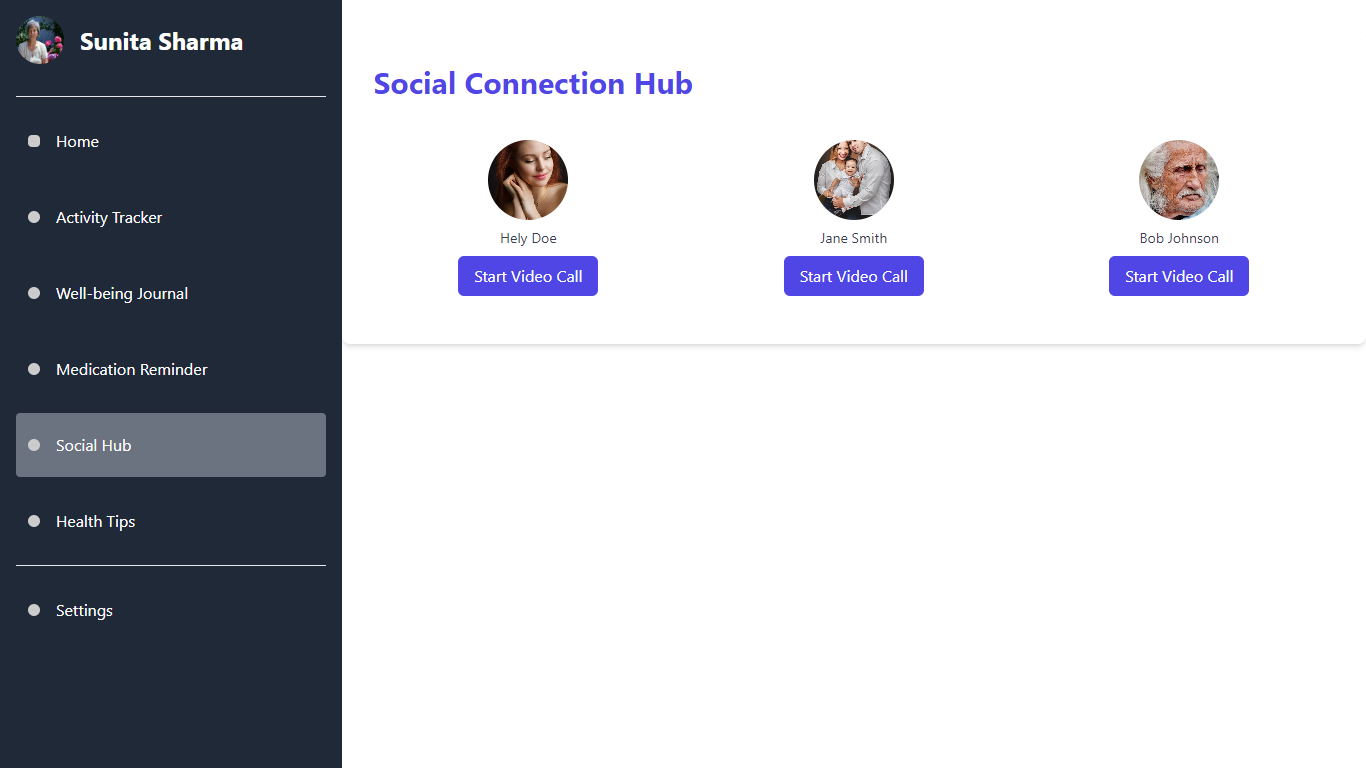 Sunita Sharma
Home
Activity Tracker
Well-being Journal
Medication Reminder
Social Hub
Health Tips
Settings
Social Connection Hub
Hely Doe
Start Video Call
Jane Smith
Start Video Call
Bob Johnson
Start Video Call